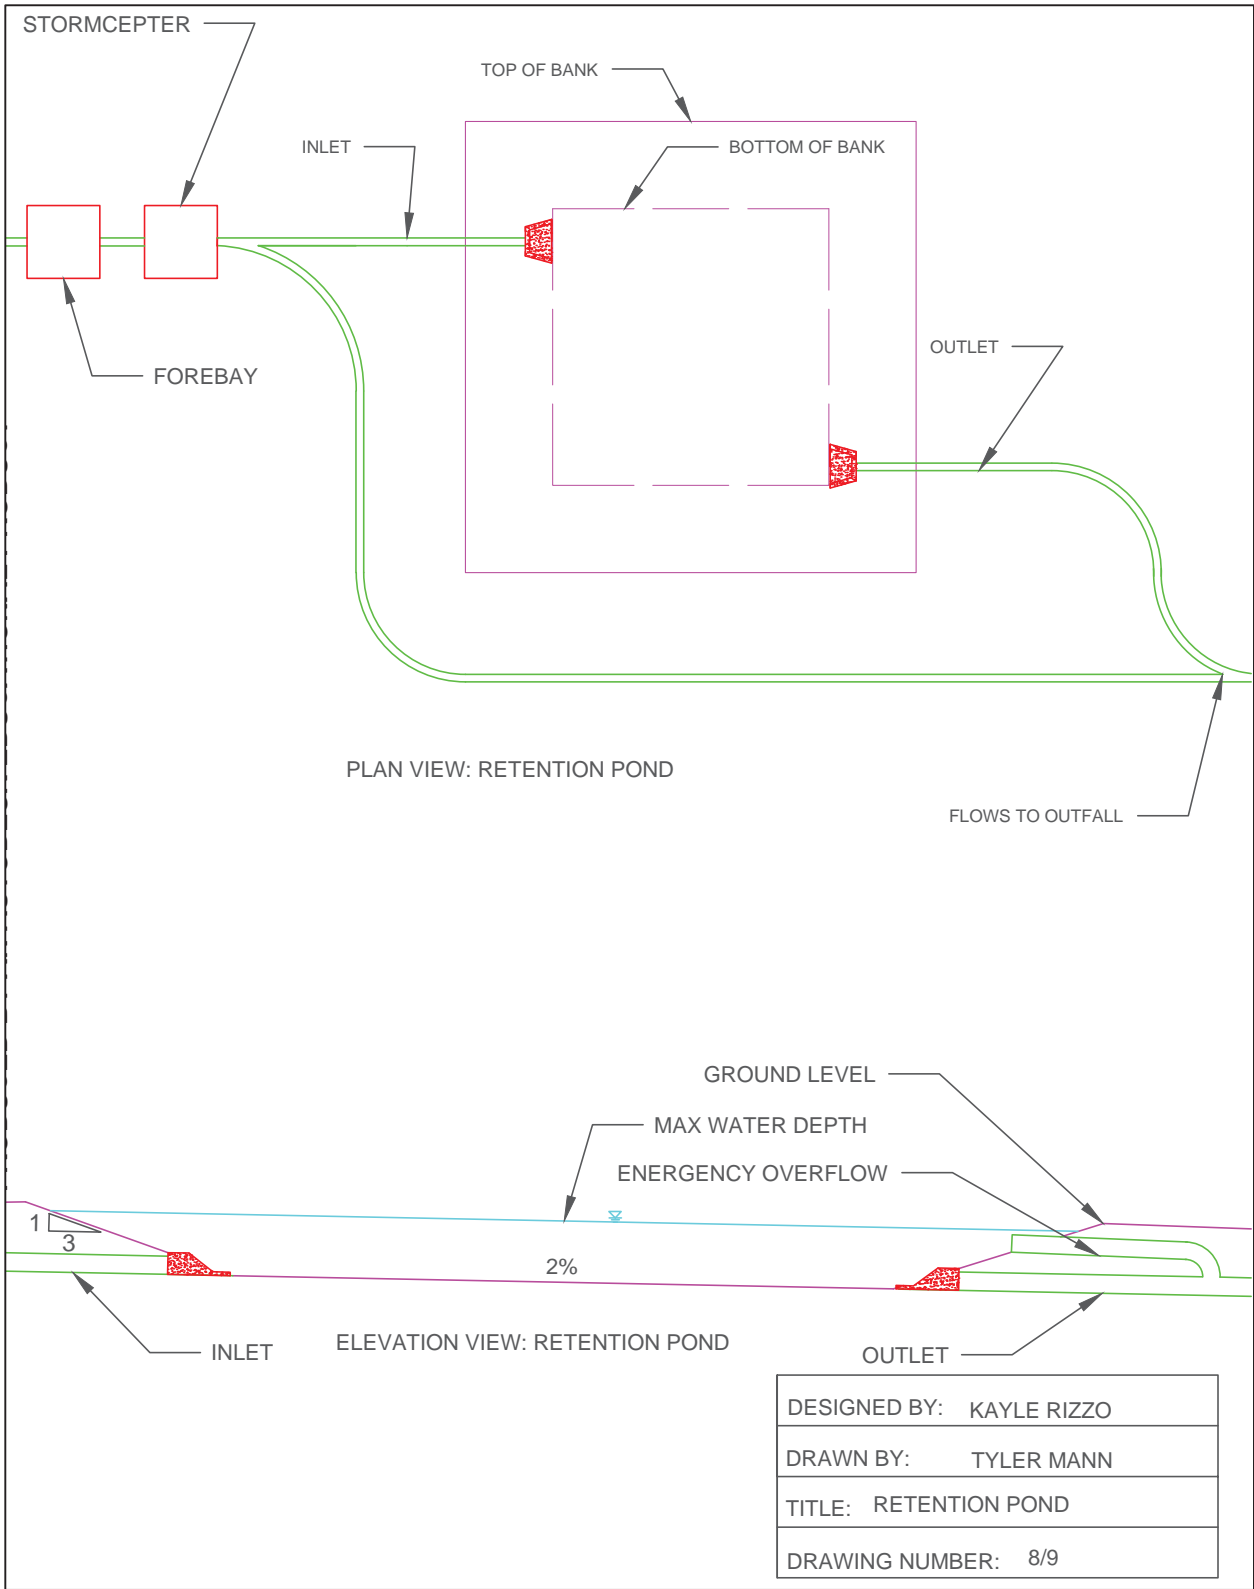 STORMCEPTER
TOP OF BANK
INLET
BOTTOM OF BANK
OUTLET
FOREBAY
PLAN VIEW: RETENTION POND
FLOWS TO OUTFALL
GROUND LEVEL
MAX WATER DEPTH
ENERGENCY OVERFLOW
1
3
2%
INLET
ELEVATION VIEW: RETENTION POND
OUTLET
DESIGNED BY: KAYLE RIZZO
DRAWN BY: TYLER MANN
TITLE: RETENTION POND
DRAWING NUMBER: 8/9